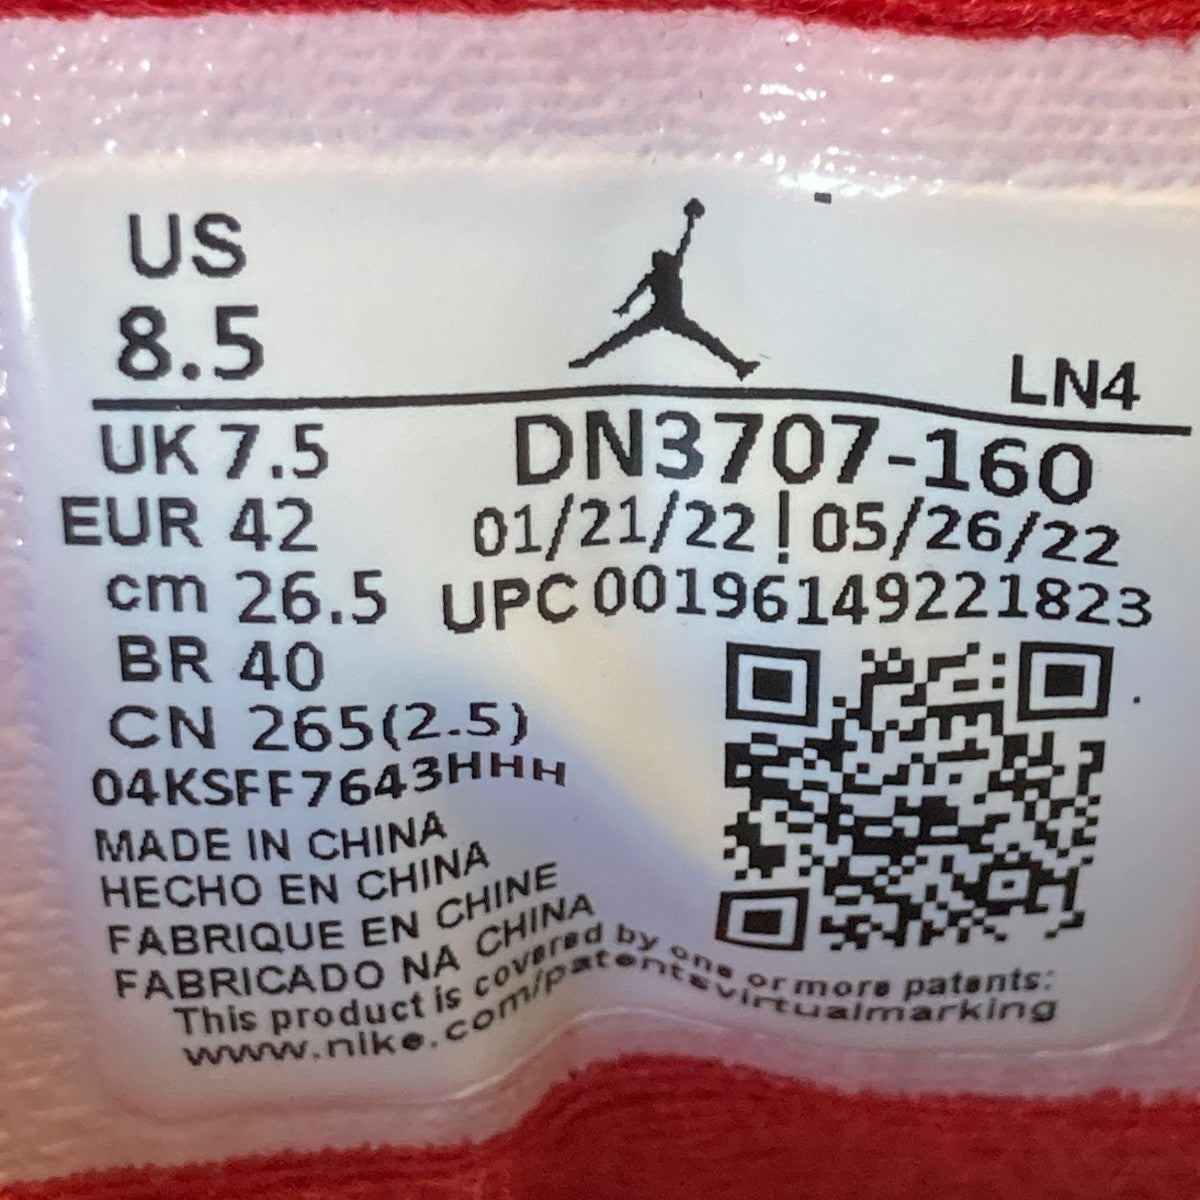 US
8.5
LN4
UK 7.5
DN3707-160
EUR 42
01/21/22 | 05/26/22
cm 26.5
UPC 00196149221823
BR 40
CN 265(2.5)
04KSFF7643HHH
MADE IN CHINA
HECHO EN CHINA
FABRIQUE EN CHINE
FABRICADO NA CHINA
This product is covered by one or more patents:
www.nike.com/patentsvirtualmarking